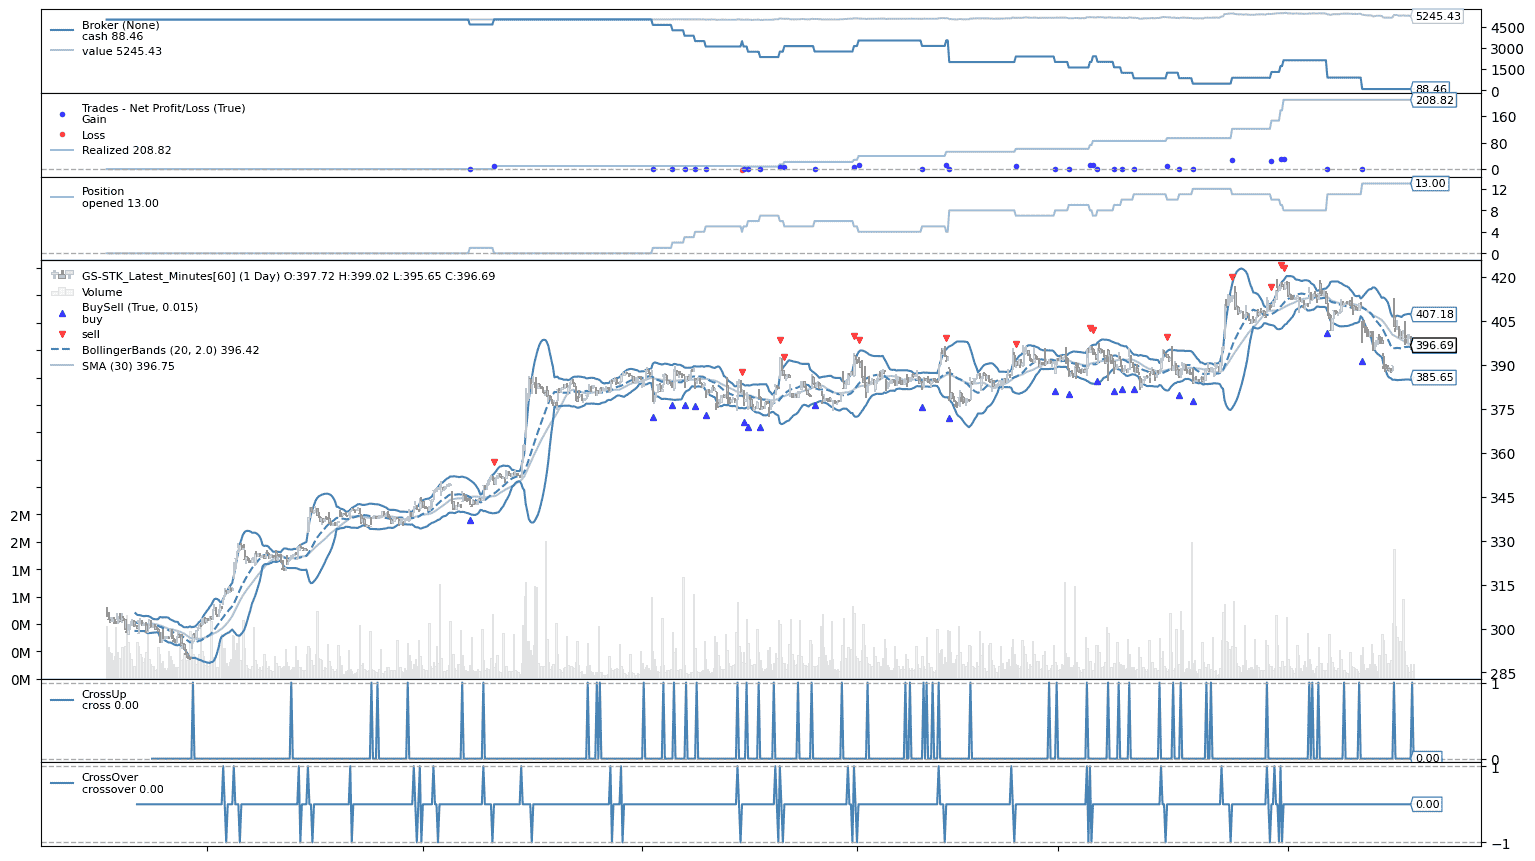 Broker (None)
cash 88.46
value 5245.43
5245.43
4500
3000
1500
0
88.46
Trades - Net Profit/Loss (True)
Gain
Loss
Realized 208.82
208.82
160
80
0
Position
opened 13.00
13.00
12
8
4
0
GS-STK_Latest_Minutes[60] (1 Day) O:397.72 H:399.02 L:395.65 C:396.69
Volume
BuySell (True, 0.015)
buy
sell
BollingerBands (20, 2.0) 396.42
SMA (30) 396.75
420
407.18
405
396.69
390
385.65
375
360
345
330
315
300
285
2M
2M
1M
1M
0M
0M
0M
CrossUp
cross 0.00
1
0.00
0
CrossOver
crossover 0.00
1
0.00
−1